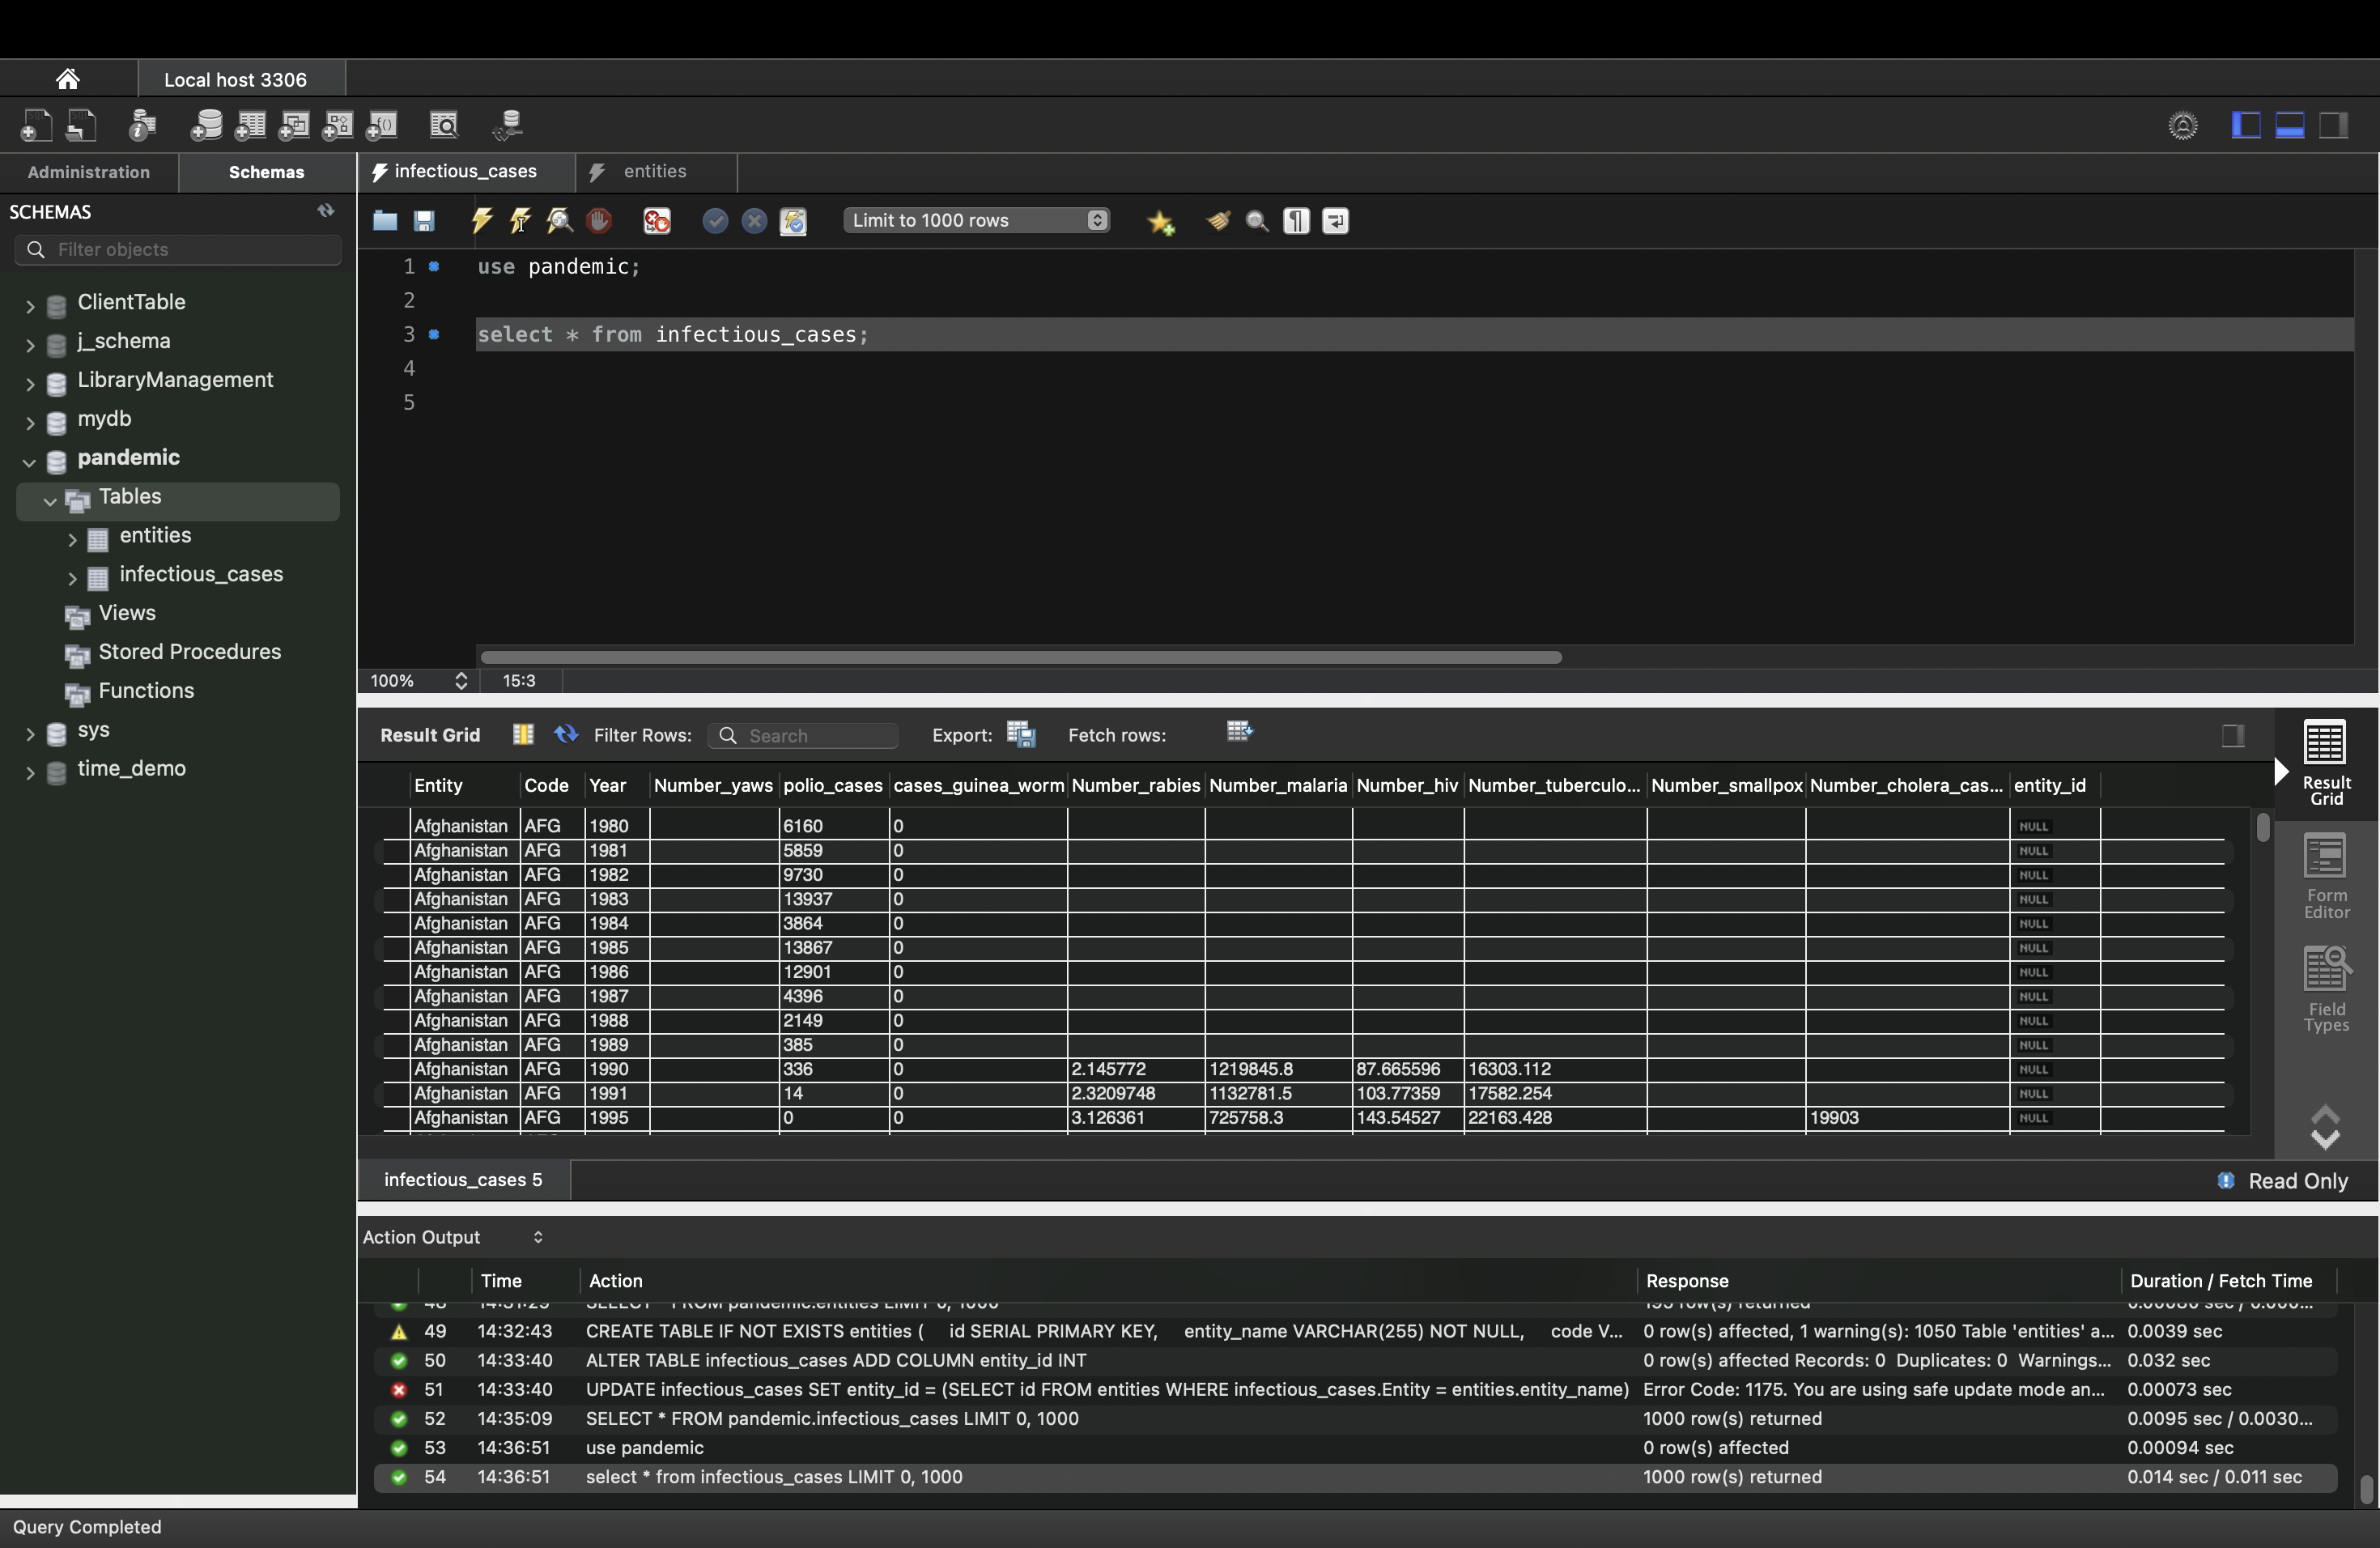 Local host 3306
Administration
Schemas
infectious_cases
entities
SCHEMAS
Filter objects
ClientTable
j_schema
LibraryManagement
mydb
pandemic
Tables
entities
infectious_cases
Views
Stored Procedures
Functions
sys
time_demo
Limit to 1000 rows
1 use pandemic;
2
3 select * from infectious_cases;
4
5
100% 15:3
Result Grid Filter Rows: Search Export: Fetch rows:
Entity Code Year Number_yaws polio_cases cases_guinea_worm Number_rabies Number_malaria Number_hiv Number_tuberculo... Number_smallpox Number_cholera_cas... entity_id
Afghanistan AFG 1980 6160 0 NULL
Afghanistan AFG 1981 5859 0 NULL
Afghanistan AFG 1982 9730 0 NULL
Afghanistan AFG 1983 13937 0 NULL
Afghanistan AFG 1984 3864 0 NULL
Afghanistan AFG 1985 13867 0 NULL
Afghanistan AFG 1986 12901 0 NULL
Afghanistan AFG 1987 4396 0 NULL
Afghanistan AFG 1988 2149 0 NULL
Afghanistan AFG 1989 385 0 NULL
Afghanistan AFG 1990 336 0 2.145772 1219845.8 87.665596 16303.112 NULL
Afghanistan AFG 1991 14 0 2.3209748 1132781.5 103.77359 17582.254 NULL
Afghanistan AFG 1995 0 0 3.126361 725758.3 143.54527 22163.428 19903 NULL
Result
Grid
Form
Editor
Field
Types
infectious_cases 5
Read Only
Action Output
Time Action Response Duration / Fetch Time
48 14:31:29 SELECT * FROM pandemic.entities LIMIT 0, 1000
49 14:32:43 CREATE TABLE IF NOT EXISTS entities ( id SERIAL PRIMARY KEY, entity_name VARCHAR(255) NOT NULL, code V... 0 row(s) affected, 1 warning(s): 1050 Table 'entities' a... 0.0039 sec
50 14:33:40 ALTER TABLE infectious_cases ADD COLUMN entity_id INT 0 row(s) affected Records: 0 Duplicates: 0 Warnings... 0.032 sec
51 14:33:40 UPDATE infectious_cases SET entity_id = (SELECT id FROM entities WHERE infectious_cases.Entity = entities.entity_name) Error Code: 1175. You are using safe update mode an... 0.00073 sec
52 14:35:09 SELECT * FROM pandemic.infectious_cases LIMIT 0, 1000 1000 row(s) returned 0.0095 sec / 0.0030...
53 14:36:51 use pandemic 0 row(s) affected 0.00094 sec
54 14:36:51 select * from infectious_cases LIMIT 0, 1000 1000 row(s) returned 0.014 sec / 0.011 sec
Query Completed